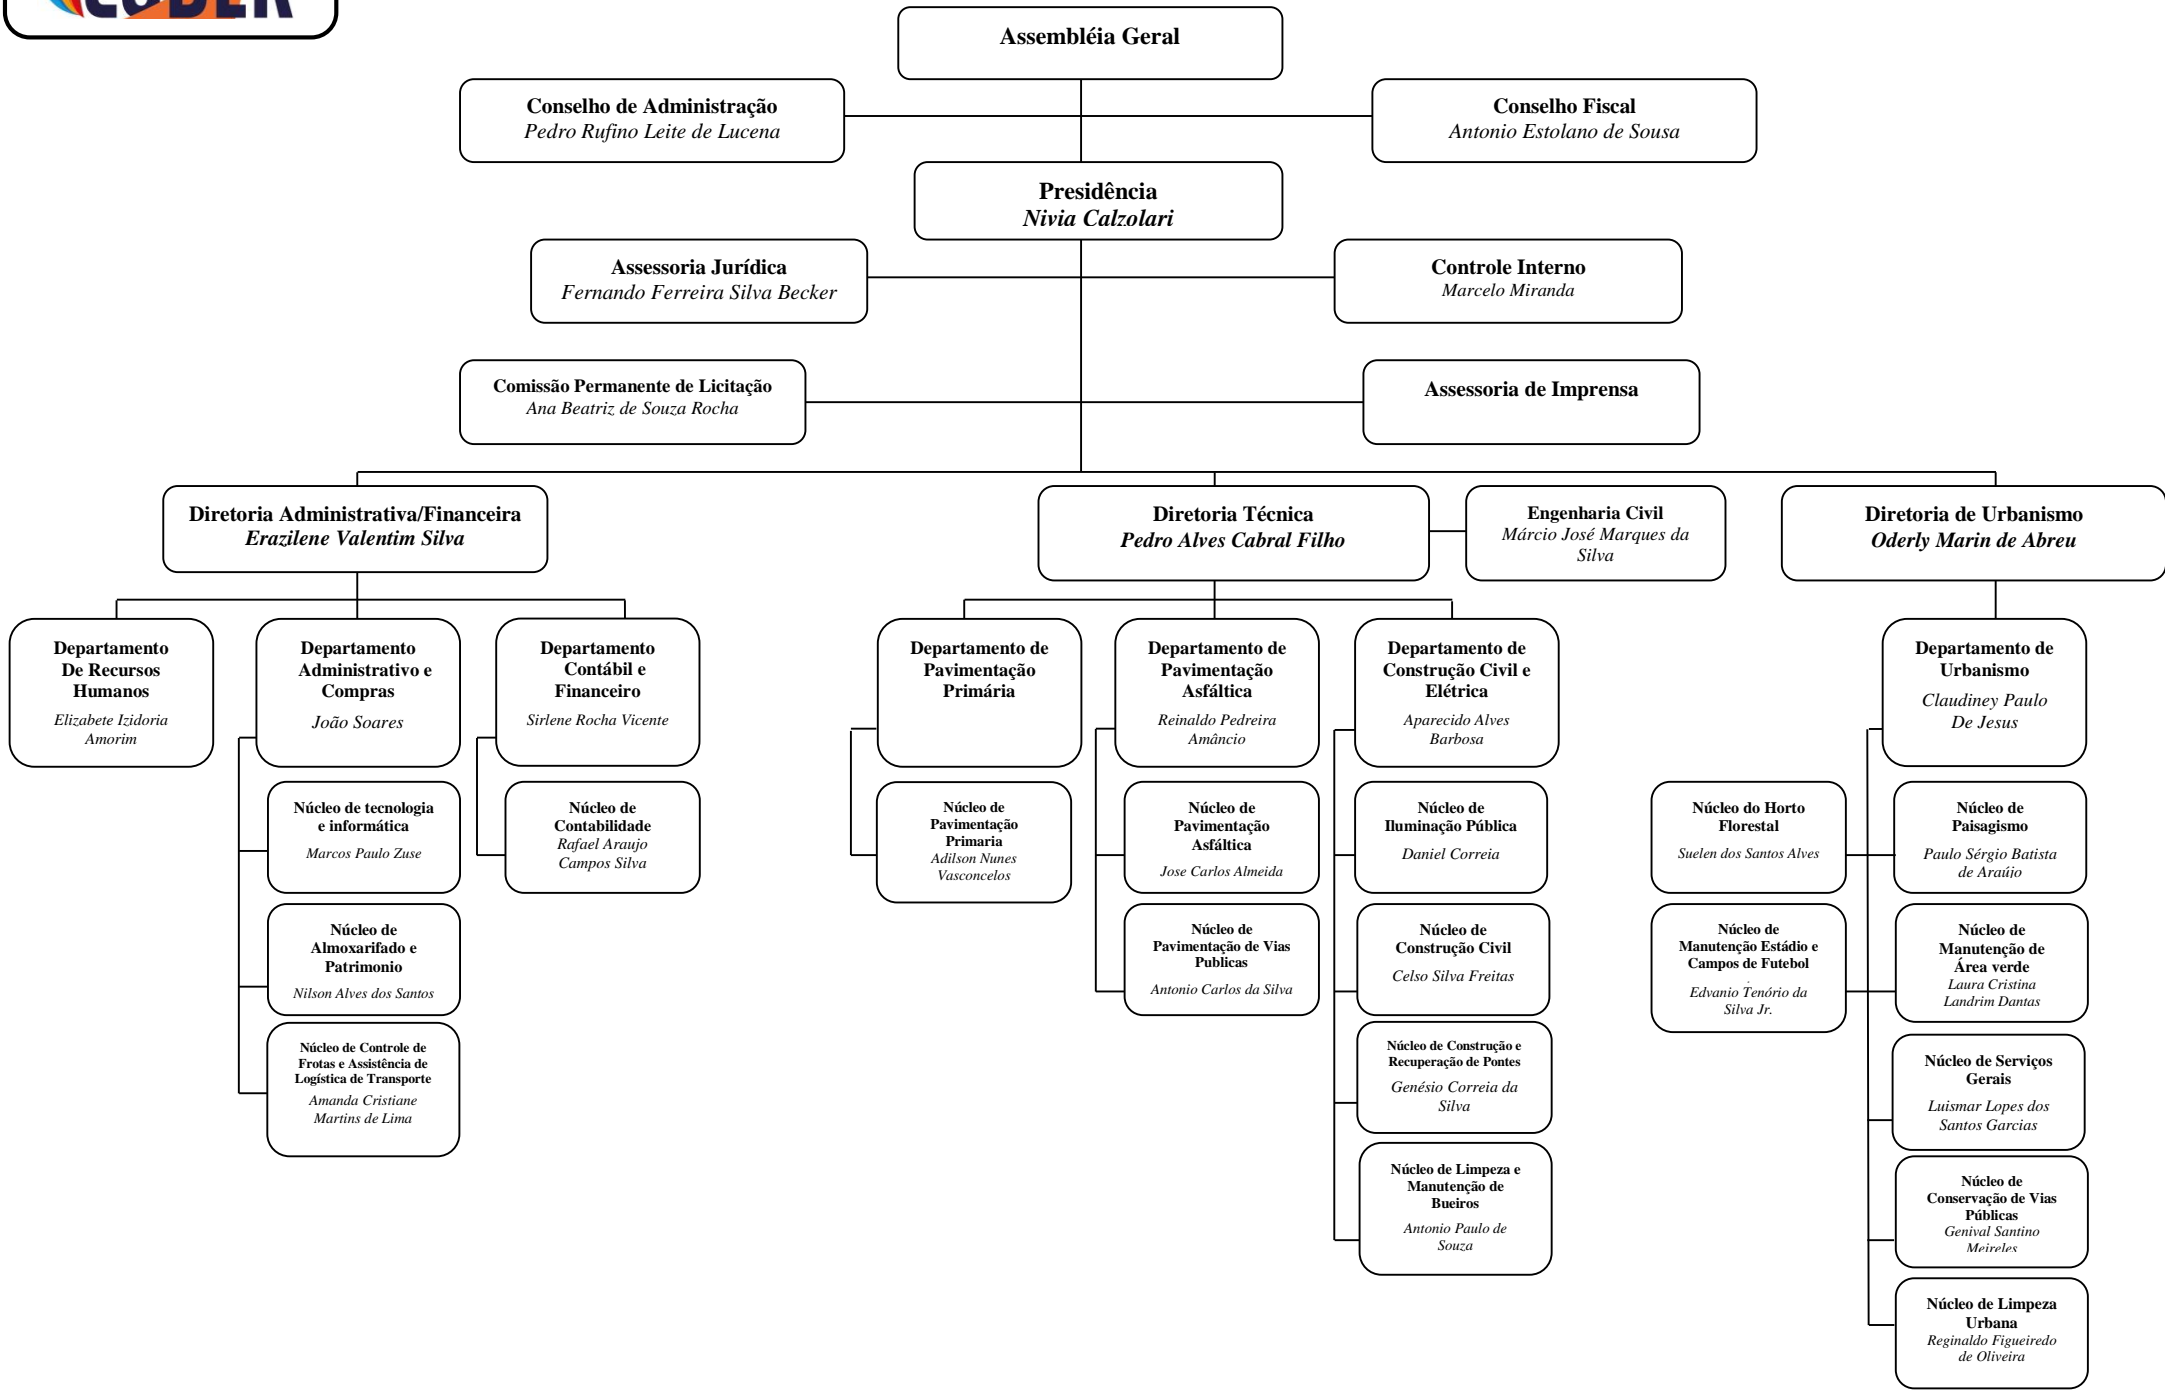 CODER
Assembléia Geral
Conselho de Administração
Pedro Rufino Leite de Lucena
Conselho Fiscal
Antonio Estolano de Sousa
Presidência
Nivia Calzolari
Assessoria Jurídica
Fernando Ferreira Silva Becker
Controle Interno
Marcelo Miranda
Comissão Permanente de Licitação
Ana Beatriz de Souza Rocha
Assessoria de Imprensa
Diretoria Administrativa/Financeira
Erazilene Valentim Silva
Diretoria Técnica
Pedro Alves Cabral Filho
Engenharia Civil
Márcio José Marques da
Silva
Diretoria de Urbanismo
Oderly Marin de Abreu
Departamento
De Recursos
Humanos
Elizabete Izidoria
Amorim
Departamento
Administrativo e
Compras
João Soares
Departamento
Contábil e
Financeiro
Sirlene Rocha Vicente
Departamento de
Pavimentação
Primária
Departamento de
Pavimentação
Asfáltica
Reinaldo Pedreira
Amâncio
Departamento de
Construção Civil e
Elétrica
Aparecido Alves
Barbosa
Departamento de
Urbanismo
Claudiney Paulo
De Jesus
Núcleo de tecnologia
e informática
Marcos Paulo Zuse
Núcleo de
Contabilidade
Rafael Araujo
Campos Silva
Núcleo de
Pavimentação
Primaria
Adilson Nunes
Vasconcelos
Núcleo de
Pavimentação
Asfáltica
Jose Carlos Almeida
Núcleo de
Iluminação Pública
Daniel Correia
Núcleo do Horto
Florestal
Suelen dos Santos Alves
Núcleo de
Paisagismo
Paulo Sérgio Batista
de Araújo
Núcleo de
Almoxarifado e
Patrimonio
Nilson Alves dos Santos
Núcleo de
Pavimentação de Vias
Publicas
Antonio Carlos da Silva
Núcleo de
Construção Civil
Celso Silva Freitas
Núcleo de
Manutenção Estádio e
Campos de Futebol
.
Edvanio Tenório da
Silva Jr.
Núcleo de
Manutenção de
Área verde
Laura Cristina
Landrim Dantas
Núcleo de Controle de
Frotas e Assistência de
Logística de Transporte
Amanda Cristiane
Martins de Lima
Núcleo de Construção e
Recuperação de Pontes
Genésio Correia da
Silva
Núcleo de Serviços
Gerais
Luismar Lopes dos
Santos Garcias
Núcleo de Limpeza e
Manutenção de
Bueiros
Antonio Paulo de
Souza
Núcleo de
Conservação de Vias
Públicas
Genival Santino
Meireles
Núcleo de Limpeza
Urbana
Reginaldo Figueiredo
de Oliveira